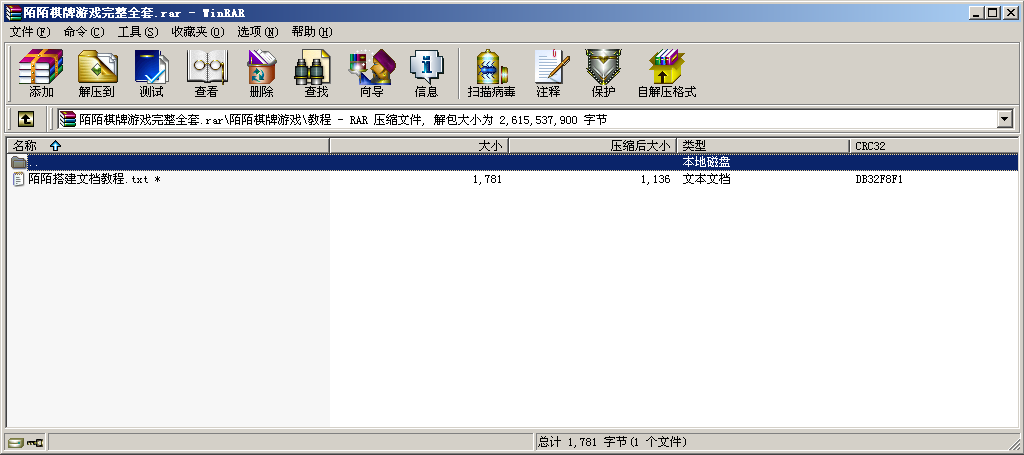 陌陌棋牌游戏完整全套.rar - WinRAR
文件(F) 命令(C) 工具(S) 收藏夹(O) 选项(N) 帮助(H)
添加 解压到 测试 查看 删除 查找 向导 信息 扫描病毒 注释 保护 自解压格式
陌陌棋牌游戏完整全套.rar\陌陌棋牌游戏\教程 - RAR 压缩文件, 解包大小为 2,615,537,900 字节
名称 大小 压缩后大小 类型 CRC32
.. 本地磁盘
陌陌搭建文档教程.txt * 1,781 1,136 文本文档 DB32F8F1
总计 1,781 字节(1 个文件)